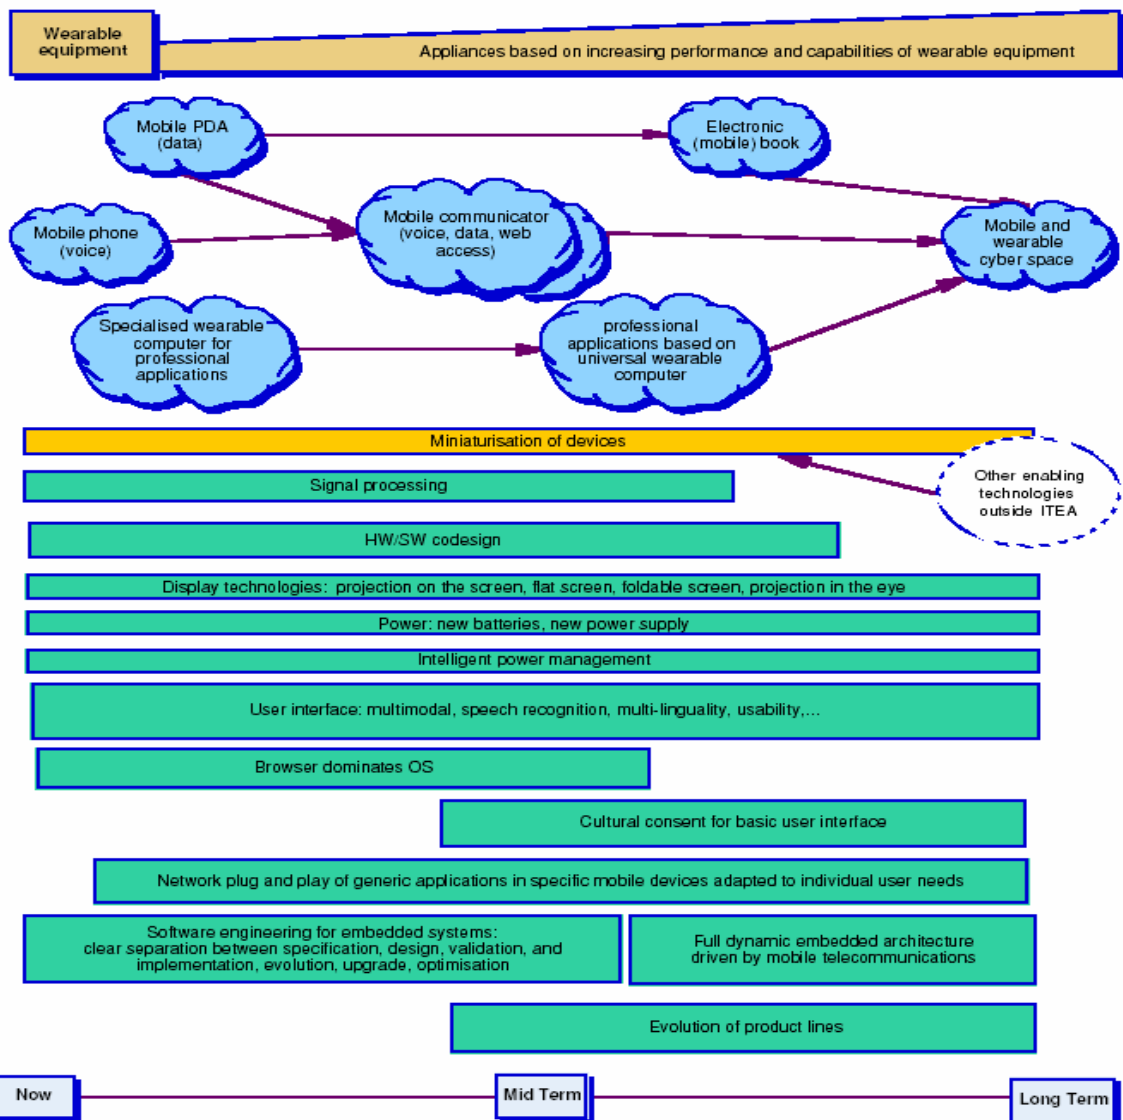 Wearable
equipment
Appliances based on increasing performance and capabilities of wearable equipment
Mobile PDA
(data)
Electronic
(mobile) book
Mobile phone
(voice)
Mobile communicator
(voice, data, web
access)
Mobile and
wearable
cyber space
Specialised wearable
computer for
professional
applications
professional
applications based on
universal wearable
computer
Miniaturisation of devices
Other enabling
technologies
outside ITEA
Signal processing
HW/SW codesign
Display technologies: projection on the screen, flat screen, foldable screen, projection in the eye
Power: new batteries, new power supply
Intelligent power management
User interface: multimodal, speech recognition, multi-linguality, usability,...
Browser dominates OS
Cultural consent for basic user interface
Network plug and play of generic applications in specific mobile devices adapted to individual user needs
Software engineering for embedded systems:
clear separation between specification, design, validation, and
implementation, evolution, upgrade, optimisation
Full dynamic embedded architecture
driven by mobile telecommunications
Evolution of product lines
Now
Mid Term
Long Term